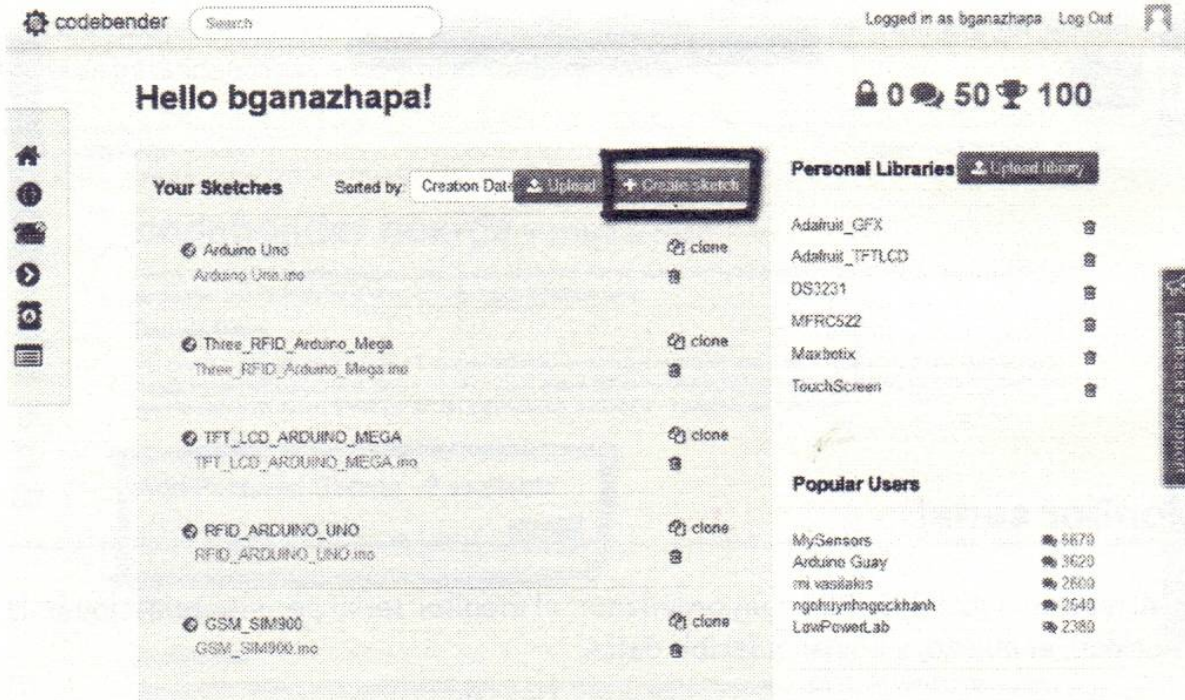 codebender
Search
Logged in as bganazhapa Log Out
Hello bganazhapa!
0 50 100
Your Sketches
Sorted by: Creation Date
Upload
+ Create sketch
Arduino Uno
clone
Arduino Uno.ino
Three_RFID_Arduino_Mega
clone
Three_RFID_Arduino_Mega.ino
TFT_LCD_ARDUINO_MEGA
clone
TFT_LCD_ARDUINO_MEGA.ino
RFID_ARDUINO_UNO
clone
RFID_ARDUINO_UNO.ino
GSM_SIM900
clone
GSM_SIM900.ino
Personal Libraries
Upload library
Adafruit_GFX
Adafruit_TFTLCD
DS3231
MFRC522
Maxbotix
TouchScreen
Popular Users
MySensors
Arduino Guay 3620
mi vasilakis
ngohuynhngockhanh 2540
LowPowerLab 2380
Feedback & Support